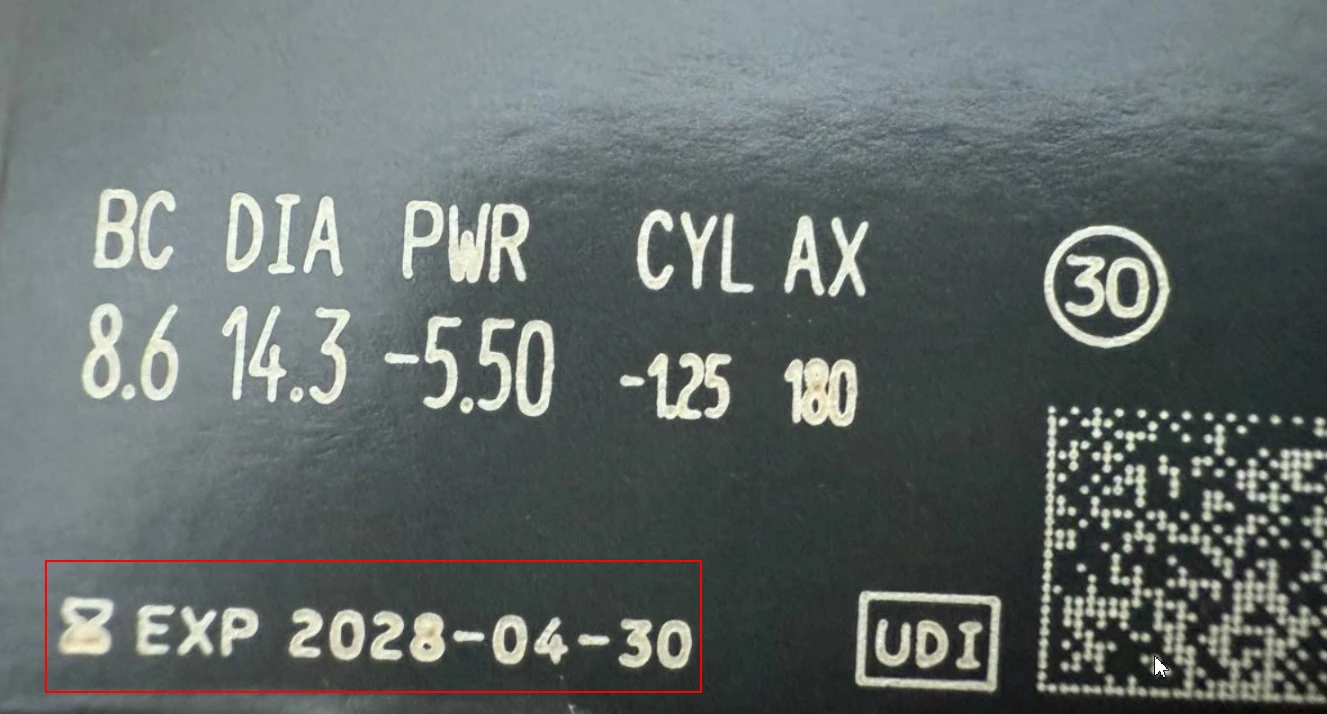 BC DIA PWR CYL AX
8.6 14.3 -5.50 -1.25 180
30
EXP 2028-04-30
UDI